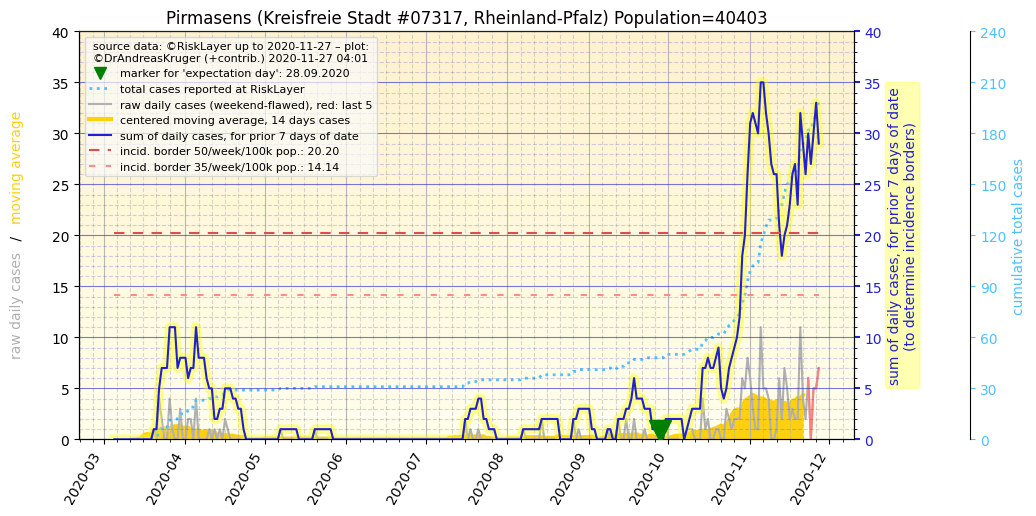 Pirmasens (Kreisfreie Stadt #07317, Rheinland-Pfalz) Population=40403
source data: ©RiskLayer up to 2020-11-27 – plot:
©DrAndreasKruger (+contrib.) 2020-11-27 04:01
marker for 'expectation day': 28.09.2020
total cases reported at RiskLayer
raw daily cases (weekend-flawed), red: last 5
centered moving average, 14 days cases
sum of daily cases, for prior 7 days of date
incid. border 50/week/100k pop.: 20.20
incid. border 35/week/100k pop.: 14.14
raw daily cases / moving average
40
35
30
25
20
15
10
5
0
2020-03
2020-04
2020-05
2020-06
2020-07
2020-08
2020-09
2020-10
2020-11
2020-12
40
35
30
25
20
15
10
5
0
sum of daily cases, for prior 7 days of date
(to determine incidence borders)
240
210
180
150
120
90
60
30
0
cumulative total cases